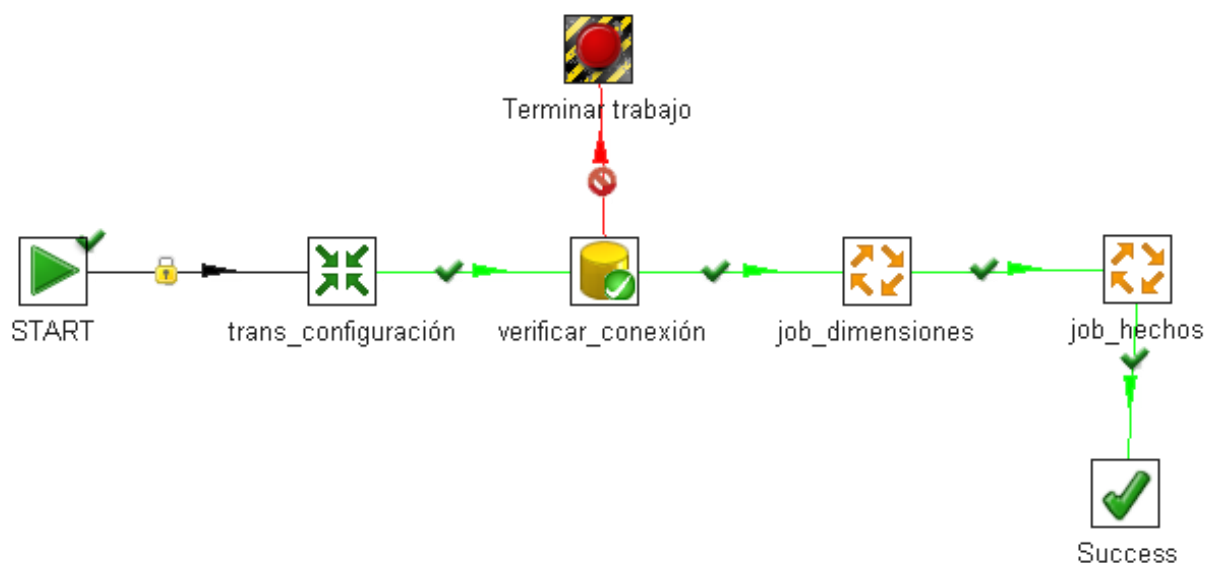 Terminar trabajo
START
trans_configuración
verificar_conexión
job_dimensiones
job_hechos
Success